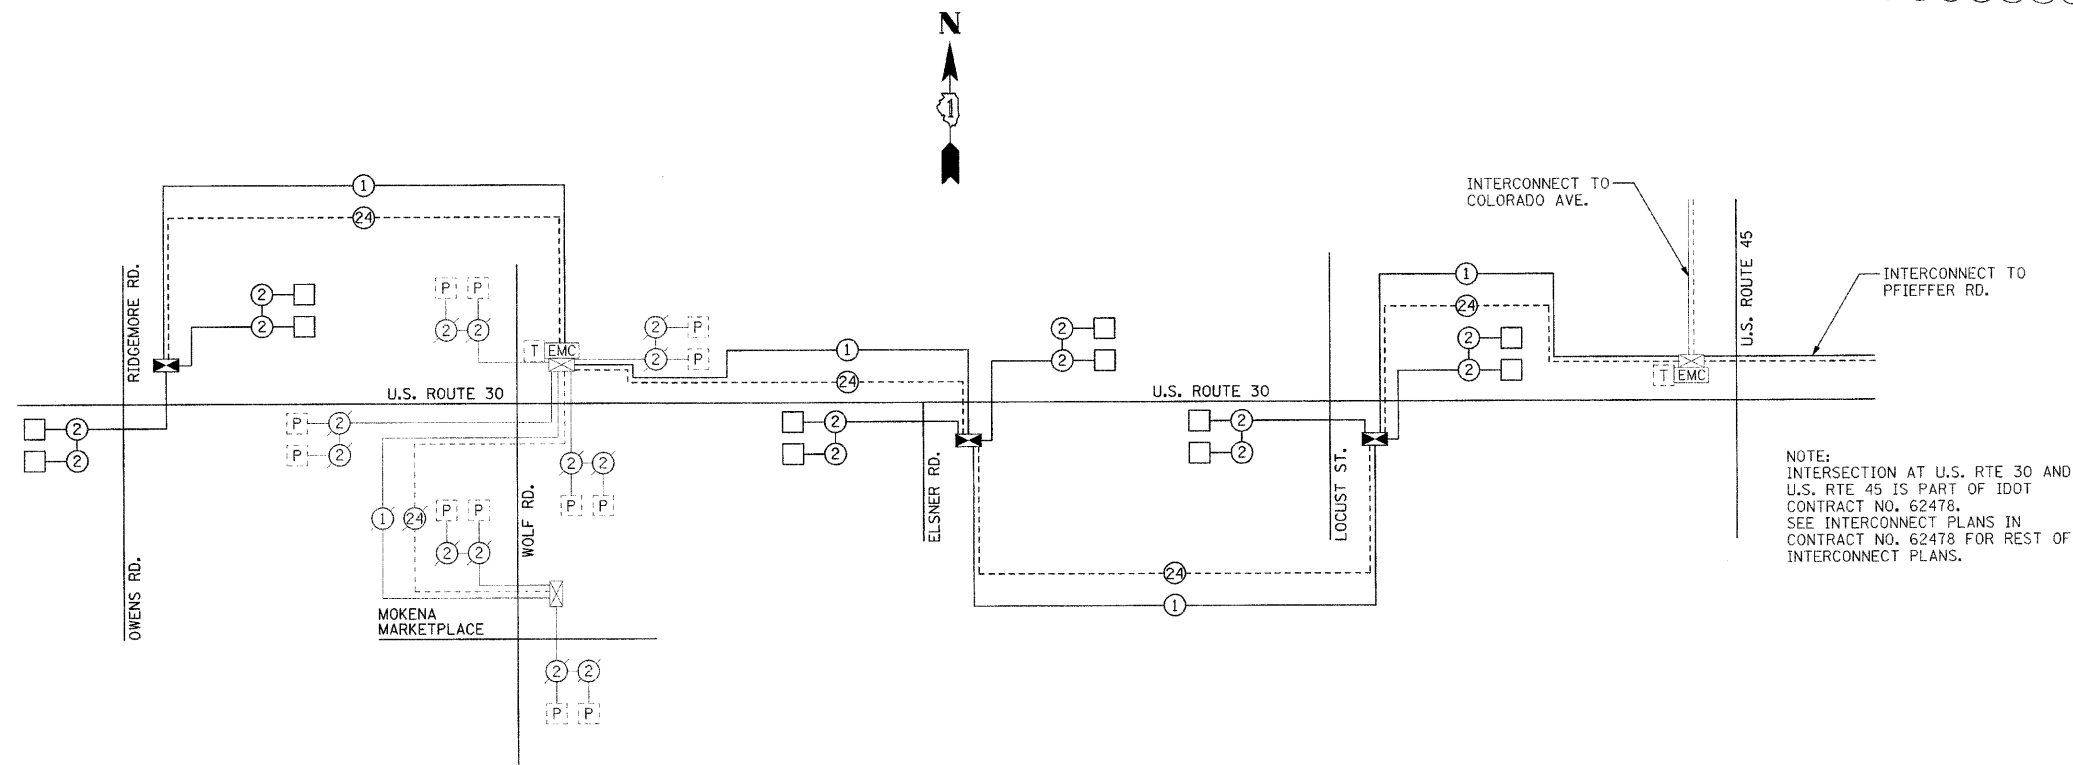 N
1
INTERCONNECT TO
COLORADO AVE.
U.S. ROUTE 45
INTERCONNECT TO
PFIEFFER RD.
1
24
RIDGEMORE RD.
2
2
P P
2 2
T EMC
2 P
2 P
1
24
2
2
1
24
2
2
T EMC
U.S. ROUTE 30
U.S. ROUTE 30
2
2
P 2
P 2
2 2
P P
2
2
ELSNER RD.
2
2
LOCUST ST.
NOTE:
INTERSECTION AT U.S. RTE 30 AND
U.S. RTE 45 IS PART OF IDOT
CONTRACT NO. 62478.
SEE INTERCONNECT PLANS IN
CONTRACT NO. 62478 FOR REST OF
INTERCONNECT PLANS.
1 24
P P
2 2
WOLF RD.
24
1
OWENS RD.
MOKENA
MARKETPLACE
2 2
P P